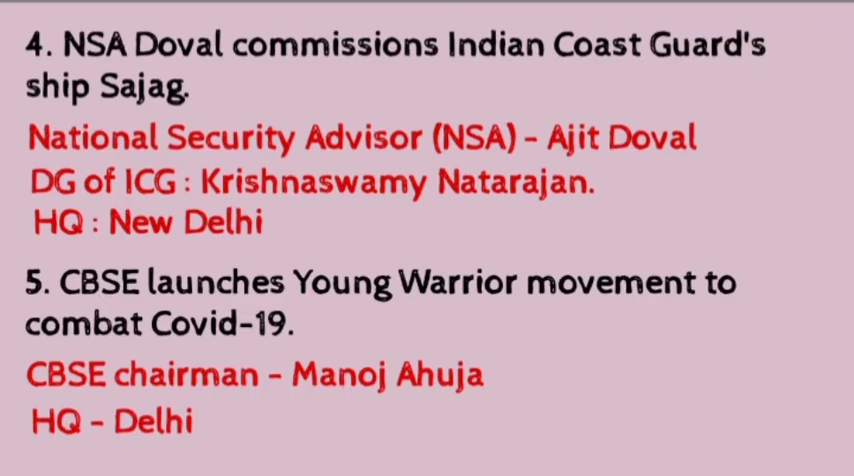 4. NSA Doval commissions Indian Coast Guard's
ship Sajag.
National Security Advisor (NSA) - Ajit Doval
DG of ICG : Krishnaswamy Natarajan.
HQ : New Delhi
5. CBSE launches Young Warrior movement to
combat Covid-19.
CBSE chairman - Manoj Ahuja
HQ - Delhi